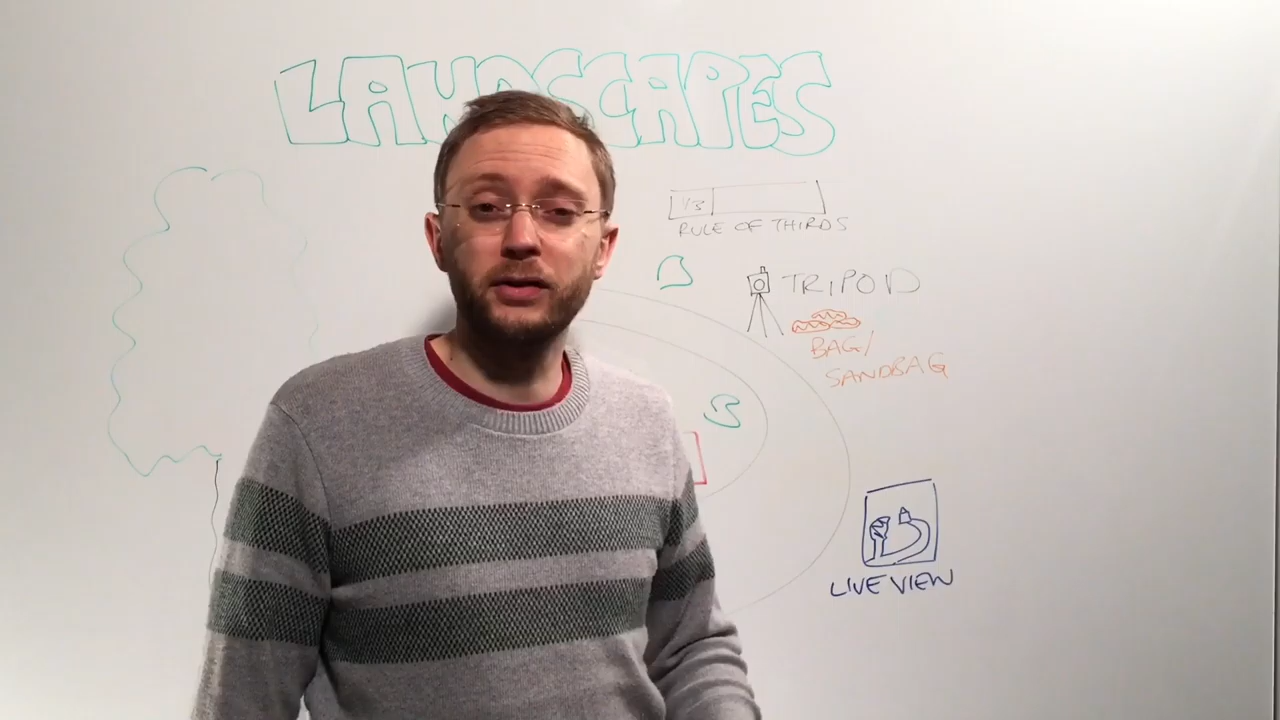 LANDSCAPES
1/3
RULE OF THIRDS
TRIPOD
BAG/
SANDBAG
LIVE VIEW